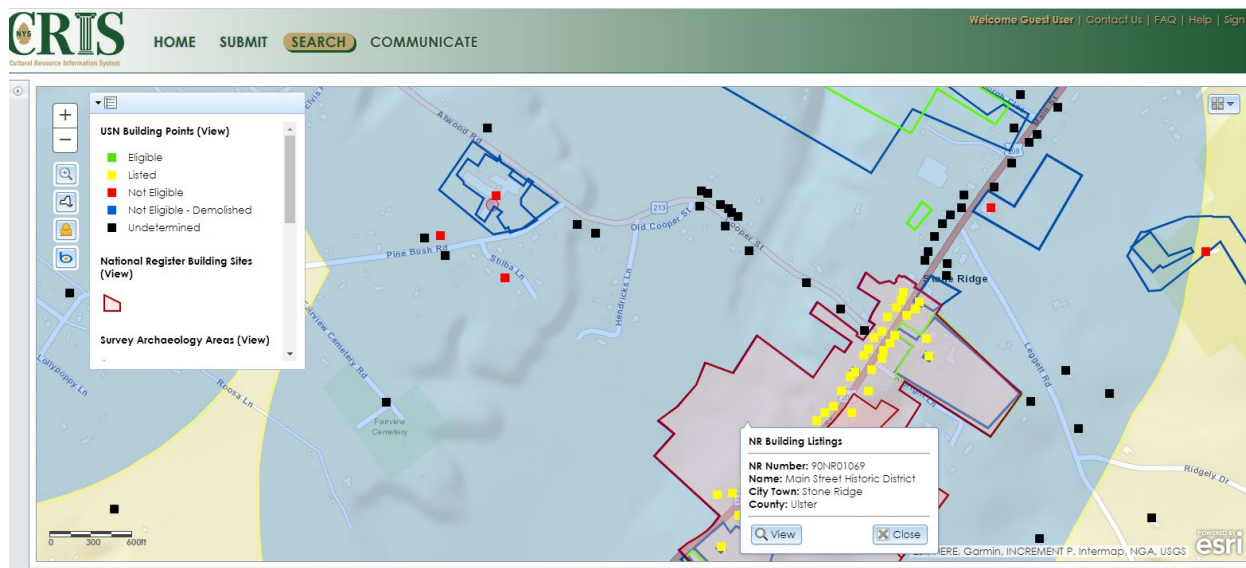 NYS
CRIS
Cultural Resource Information System
HOME SUBMIT SEARCH COMMUNICATE
Welcome Guest User | Contact Us | FAQ | Help | Sign
USN Building Points (View)
Eligible
Listed
Not Eligible
Not Eligible - Demolished
Undetermined
National Register Building Sites
(View)
Survey Archaeology Areas (View)
Atwood Rd
Main St
209
213
Old Cooper St
Cooper St
Pine Bush Rd
Shiba Ln
Hendricks Ln
Stone Ridge
Leggett Rd
Fairview Cemetery Rd
Lollypoppy Ln
Roosa Ln
Fairview
Cemetery
Ridgely Dr
NR Building Listings
NR Number: 90NR01069
Name: Main Street Historic District
City Town: Stone Ridge
County: Ulster
View
Close
0 300 600ft
HERE, Garmin, INCREMENT P, Intermap, NGA, USGS
POWERED BY
esri